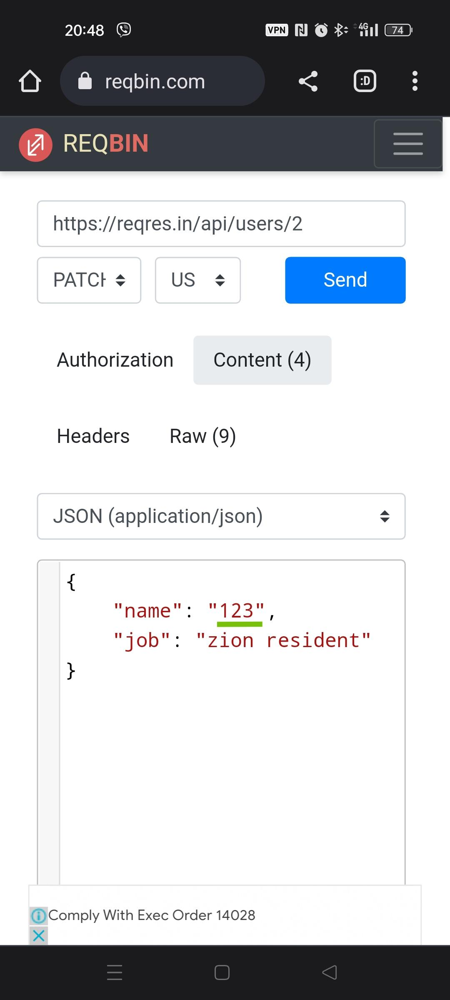 20:48 VPN 4G 74
reqbin.com :D
REQBIN
https://reqres.in/api/users/2
PATCH US Send
Authorization Content (4)
Headers Raw (9)
JSON (application/json)
{
"name": "123",
"job": "zion resident"
}
Comply With Exec Order 14028